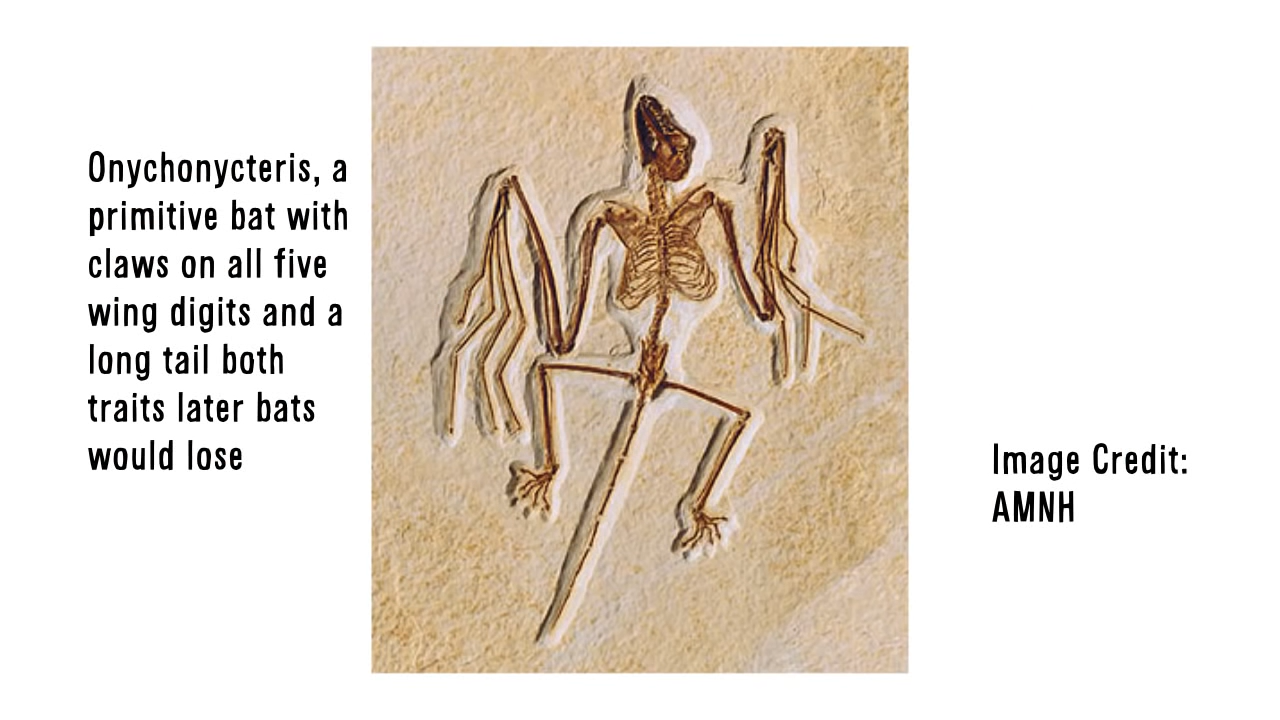 Onychonycteris, a
primitive bat with
claws on all five
wing digits and a
long tail both
traits later bats
would lose
Image Credit:
AMNH